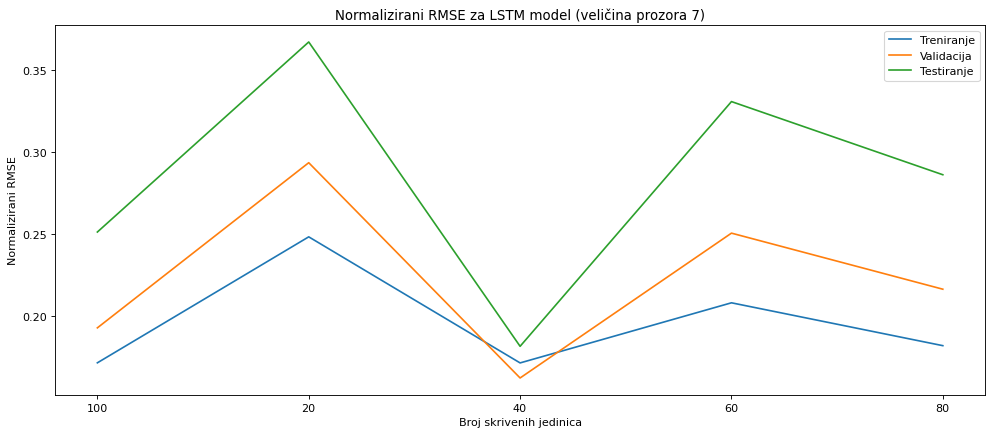 Normalizirani RMSE za LSTM model (veličina prozora 7)
Treniranje
Validacija
Testiranje
Normalizirani RMSE
0.35
0.30
0.25
0.20
100
20
40
60
80
Broj skrivenih jedinica